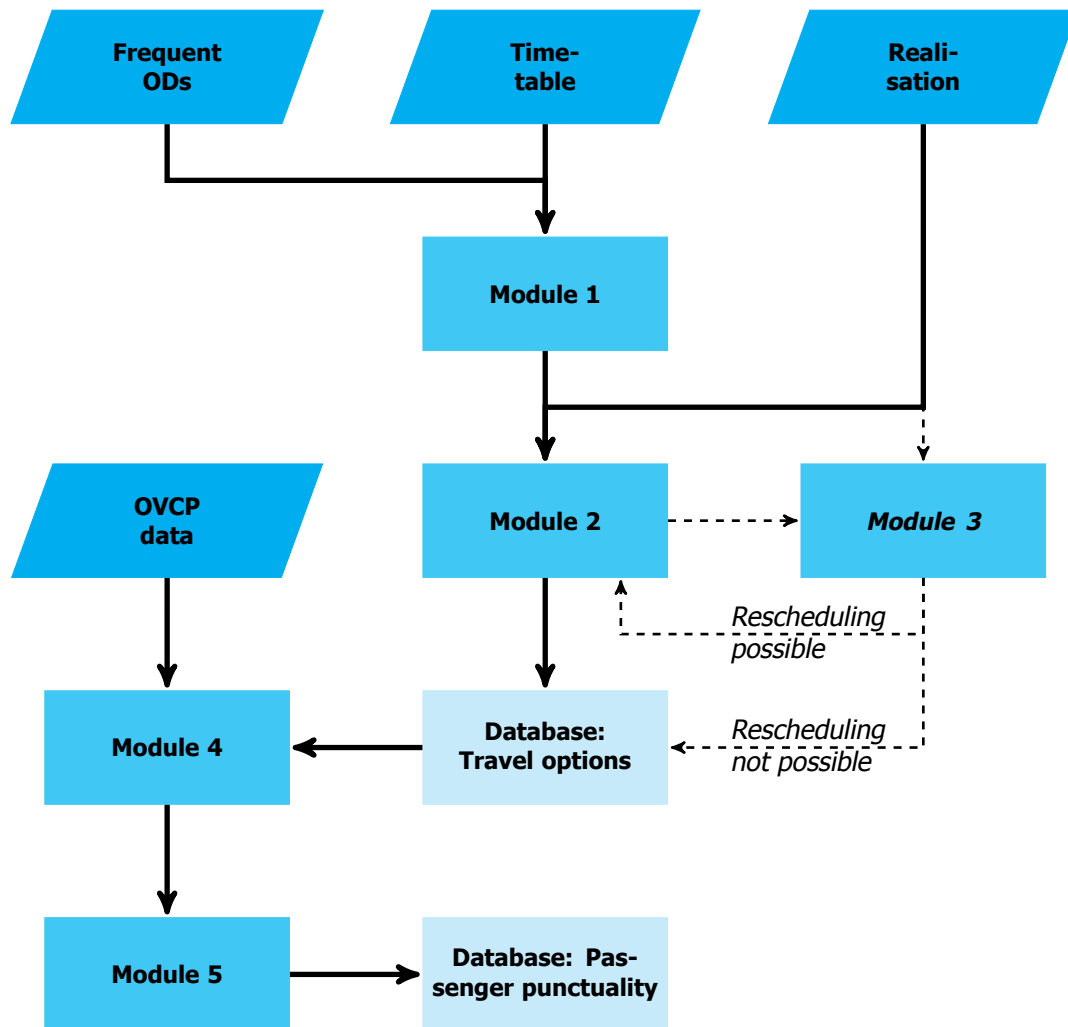 Frequent
ODs
Time-
table
Reali-
sation
Module 1
OVCP
data
Module 2
Module 3
Rescheduling
possible
Module 4
Database:
Travel options
Rescheduling
not possible
Module 5
Database: Pas-
senger punctuality